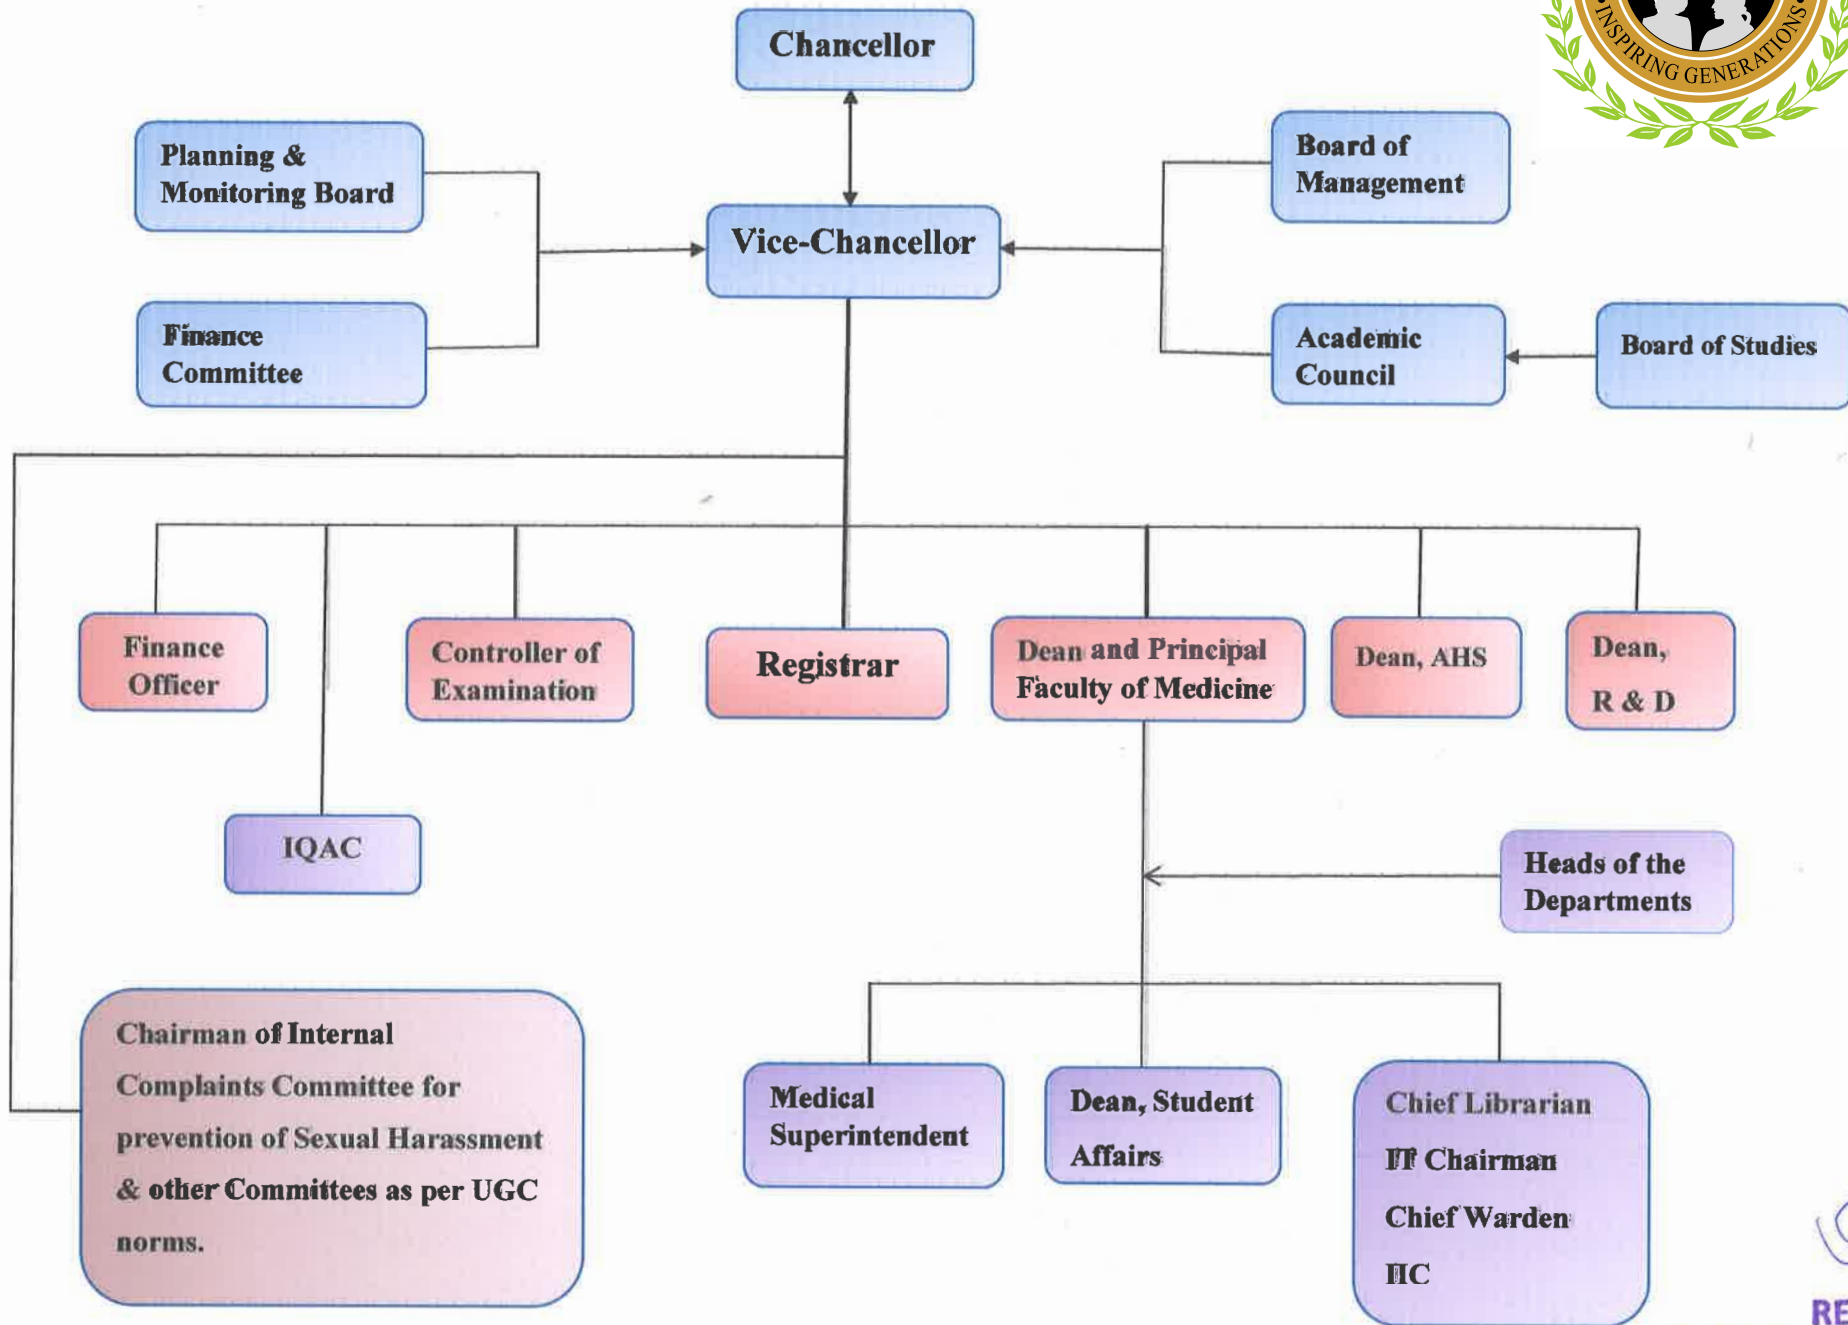 Chancellor
INSPIRING GENERATIONS
Planning &
Monitoring Board
Board of
Management
Vice-Chancellor
Finance
Committee
Academic
Council
Board of Studies
Finance
Officer
Controller of
Examination
Registrar
Dean and Principal
Faculty of Medicine
Dean, AHS
Dean,
R & D
IQAC
Heads of the
Departments
Chairman of Internal
Complaints Committee for
prevention of Sexual Harassment
& other Committees as per UGC
norms.
Medical
Superintendent
Dean, Student
Affairs
Chief Librarian
IT Chairman
Chief Warden
IIC
RE